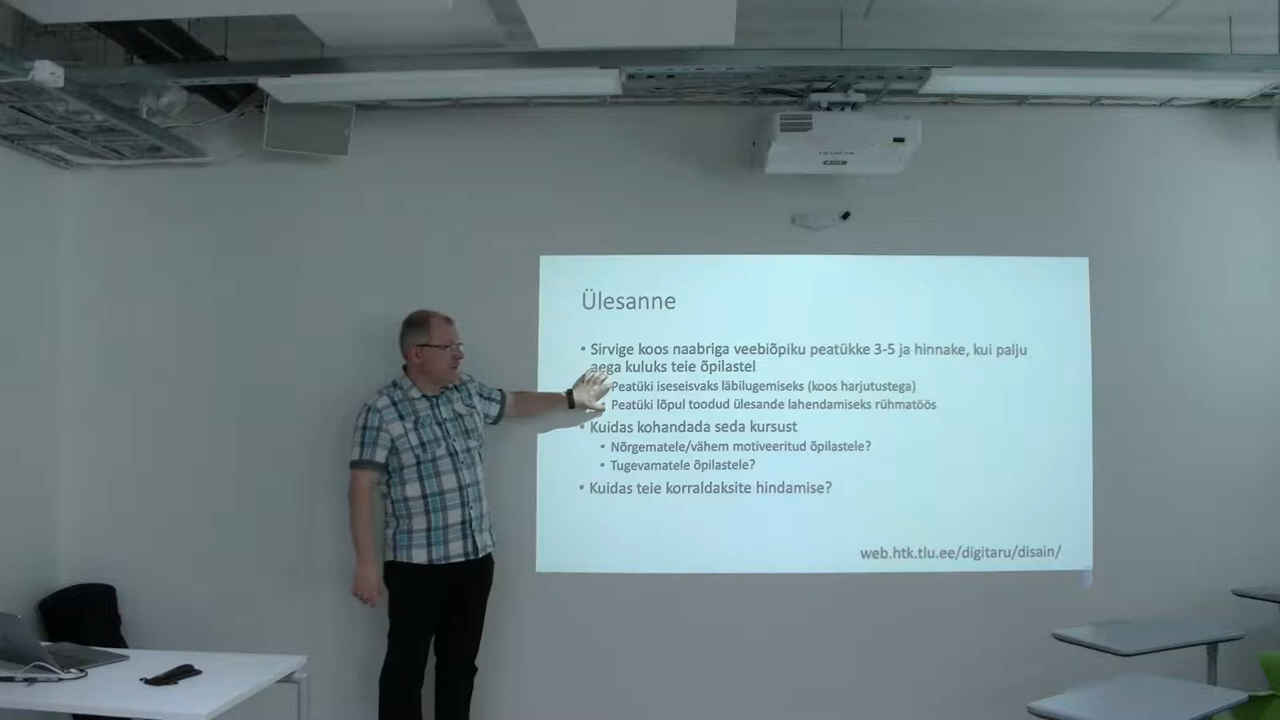 HITACHI
Ülesanne
• Sirvige koos naabriga veebiõpiku peatükke 3-5 ja hinnake, kui palju
aega kuluks teie õpilastel
Peatüki iseseisvaks läbilugemiseks (koos harjutustega)
• Peatüki lõpul toodud ülesande lahendamiseks rühmatöös
• Kuidas kohandada seda kursust
• Nõrgematele/vähem motiveeritud õpilastele?
• Tugevamatele õpilastele?
• Kuidas teie korraldaksite hindamise?
web.htk.tlu.ee/digitaru/disain/